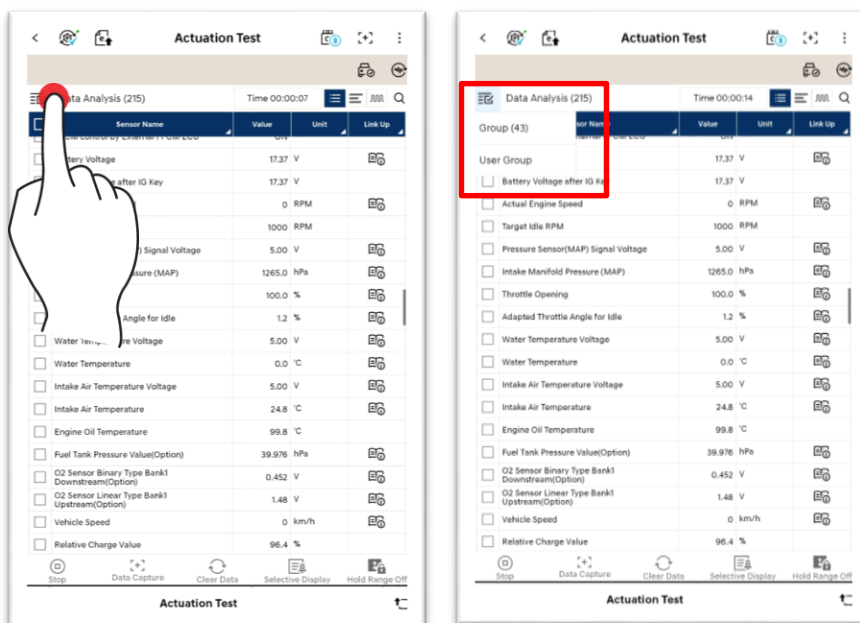 Actuation Test
ata Analysis (215)
Time 00:00:07
Sensor Name Value Unit Link Up
ON
ttery Voltage 17.37 V
e after IG Key 17.37 V
0 RPM
1000 RPM
) Signal Voltage 5.00 V
sure (MAP) 1265.0 hPa
100.0 %
Angle for Idle 1.2 %
Water Tem re Voltage 5.00 V
Water Temperature 0.0 °C
Intake Air Temperature Voltage 5.00 V
Intake Air Temperature 24.8 °C
Engine Oil Temperature 99.8 °C
Fuel Tank Pressure Value(Option) 39.976 hPa
O2 Sensor Binary Type Bank1
Downstream(Option) 0.452 V
O2 Sensor Linear Type Bank1
Upstream(Option) 1.48 V
Vehicle Speed 0 km/h
Relative Charge Value 96.4 %
Stop Data Capture Clear Data Selective Display Hold Range Off
Actuation Test
Actuation Test
Data Analysis (215)
Time 00:00:14
sor Name Value Unit Link Up
Group (43)
ON
User Group
17.37 V
Battery Voltage after IG Key 17.37 V
Actual Engine Speed 0 RPM
Target Idle RPM 1000 RPM
Pressure Sensor(MAP) Signal Voltage 5.00 V
Intake Manifold Pressure (MAP) 1265.0 hPa
Throttle Opening 100.0 %
Adapted Throttle Angle for Idle 1.2 %
Water Temperature Voltage 5.00 V
Water Temperature 0.0 °C
Intake Air Temperature Voltage 5.00 V
Intake Air Temperature 24.8 °C
Engine Oil Temperature 99.8 °C
Fuel Tank Pressure Value(Option) 39.976 hPa
O2 Sensor Binary Type Bank1
Downstream(Option) 0.452 V
O2 Sensor Linear Type Bank1
Upstream(Option) 1.48 V
Vehicle Speed 0 km/h
Relative Charge Value 96.4 %
Stop Data Capture Clear Data Selective Display Hold Range Off
Actuation Test